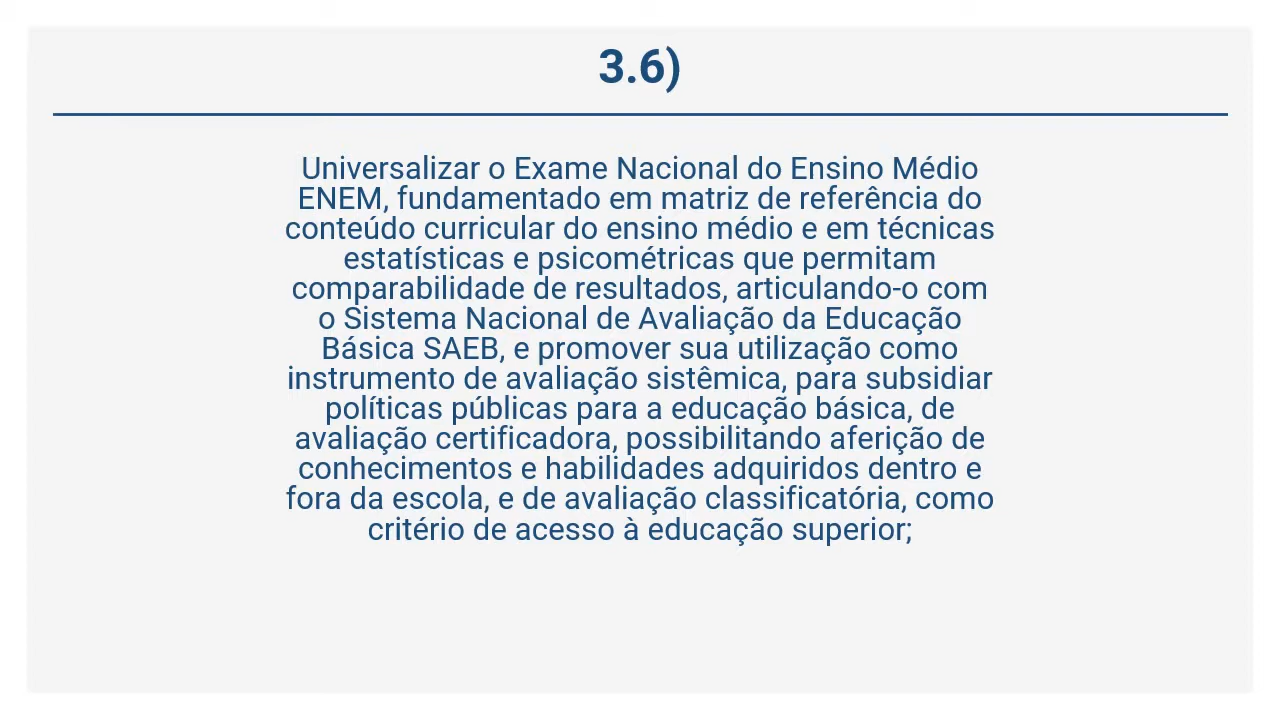 3.6)
Universalizar o Exame Nacional do Ensino Médio
ENEM, fundamentado em matriz de referência do
conteúdo curricular do ensino médio e em técnicas
estatísticas e psicométricas que permitam
comparabilidade de resultados, articulando-o com
o Sistema Nacional de Avaliação da Educação
Básica SAEB, e promover sua utilização como
instrumento de avaliação sistêmica, para subsidiar
políticas públicas para a educação básica, de
avaliação certificadora, possibilitando aferição de
conhecimentos e habilidades adquiridos dentro e
fora da escola, e de avaliação classificatória, como
critério de acesso à educação superior;